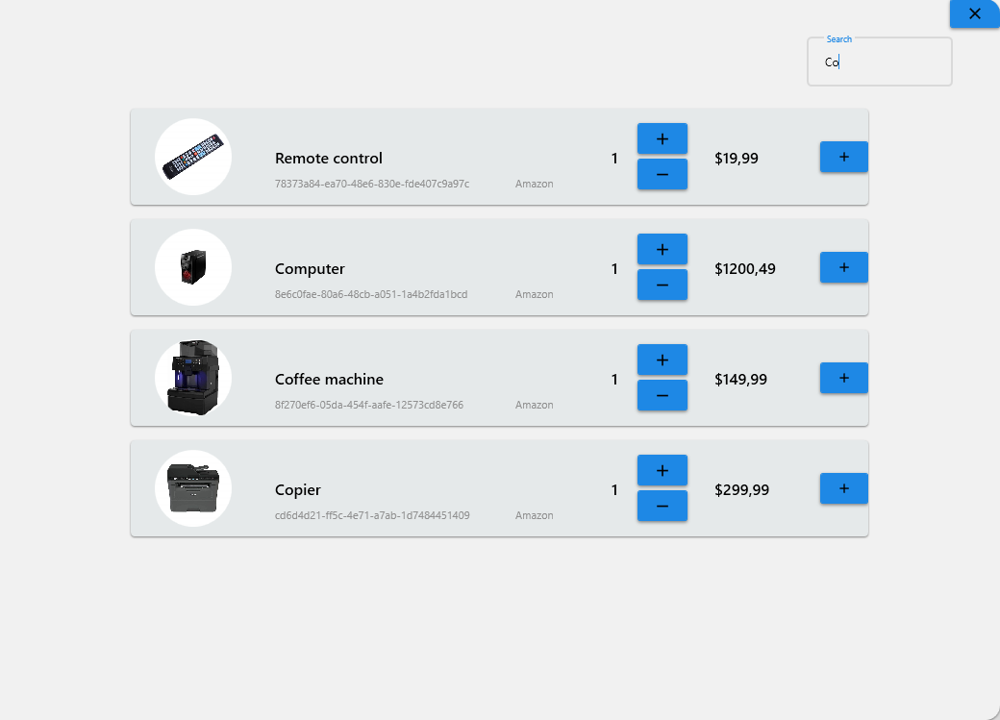 Search
Co
Remote control 1 + $19,99 +
78373a84-ea70-48e6-830e-fde407c9a97c Amazon −
Computer 1 + $1200,49 +
8e6c0fae-80a6-48cb-a051-1a4b2fda1bcd Amazon −
Coffee machine 1 + $149,99 +
8f270ef6-05da-454f-aafe-12573cd8e766 Amazon −
Copier 1 + $299,99 +
cd6d4d21-ff5c-4e71-a7ab-1d7484451409 Amazon −